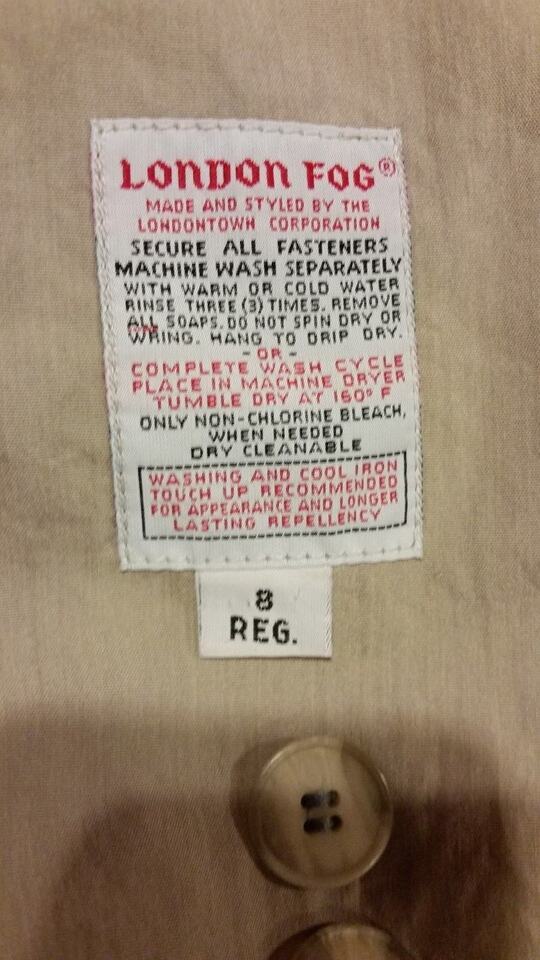 LONDON FOG®
MADE AND STYLED BY THE
LONDONTOWN CORPORATION
SECURE ALL FASTENERS
MACHINE WASH SEPARATELY
WITH WARM OR COLD WATER
RINSE THREE (3) TIMES. REMOVE
ALL SOAPS. DO NOT SPIN DRY OR
WRING. HANG TO DRIP DRY.
- OR -
COMPLETE WASH CYCLE
PLACE IN MACHINE DRYER
TUMBLE DRY AT 160° F
ONLY NON-CHLORINE BLEACH,
WHEN NEEDED
DRY CLEANABLE
WASHING AND COOL IRON
TOUCH UP RECOMMENDED
FOR APPEARANCE AND LONGER
LASTING REPELLENCY
8
REG.